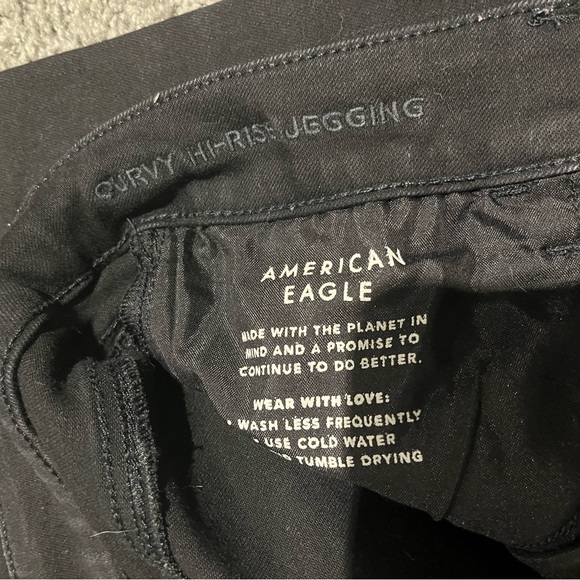 CURVY HI-RISE JEGGING
AMERICAN
EAGLE
MADE WITH THE PLANET IN
MIND AND A PROMISE TO
CONTINUE TO DO BETTER.
WEAR WITH LOVE:
WASH LESS FREQUENTLY
USE COLD WATER
TUMBLE DRYING